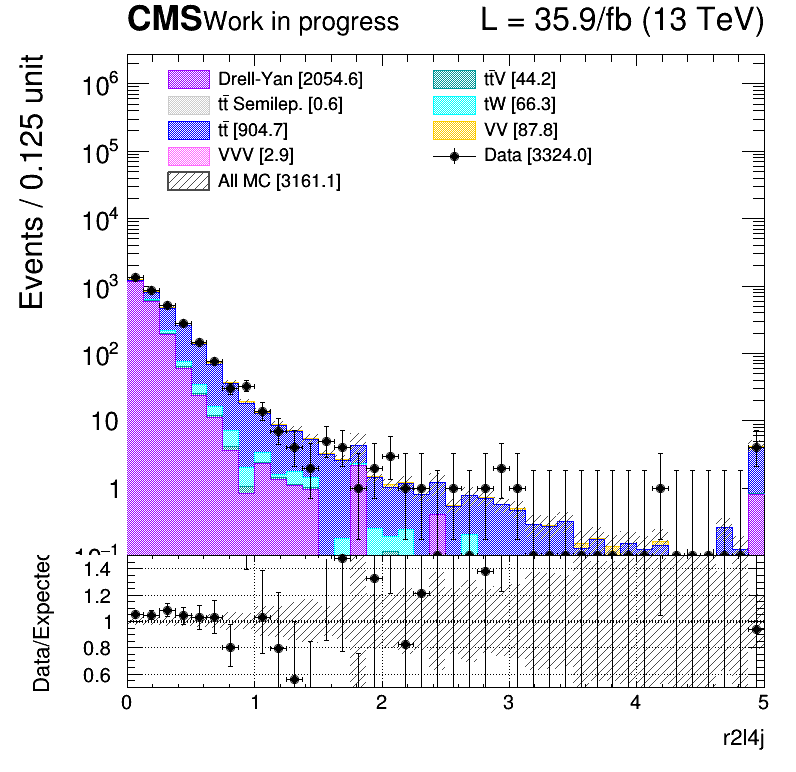 CMS Work in progress L = 35.9/fb (13 TeV)
Events / 0.125 unit
Drell-Yan [2054.6]
tt̄ Semilep. [0.6]
tt̄ [904.7]
VVV [2.9]
All MC [3161.1]
tt̄V [44.2]
tW [66.3]
VV [87.8]
Data [3324.0]
10⁶
10⁵
10⁴
10³
10²
10
1
10⁻¹
Data/Expected
1.4
1.2
1
0.8
0.6
0 1 2 3 4 5
r2l4j